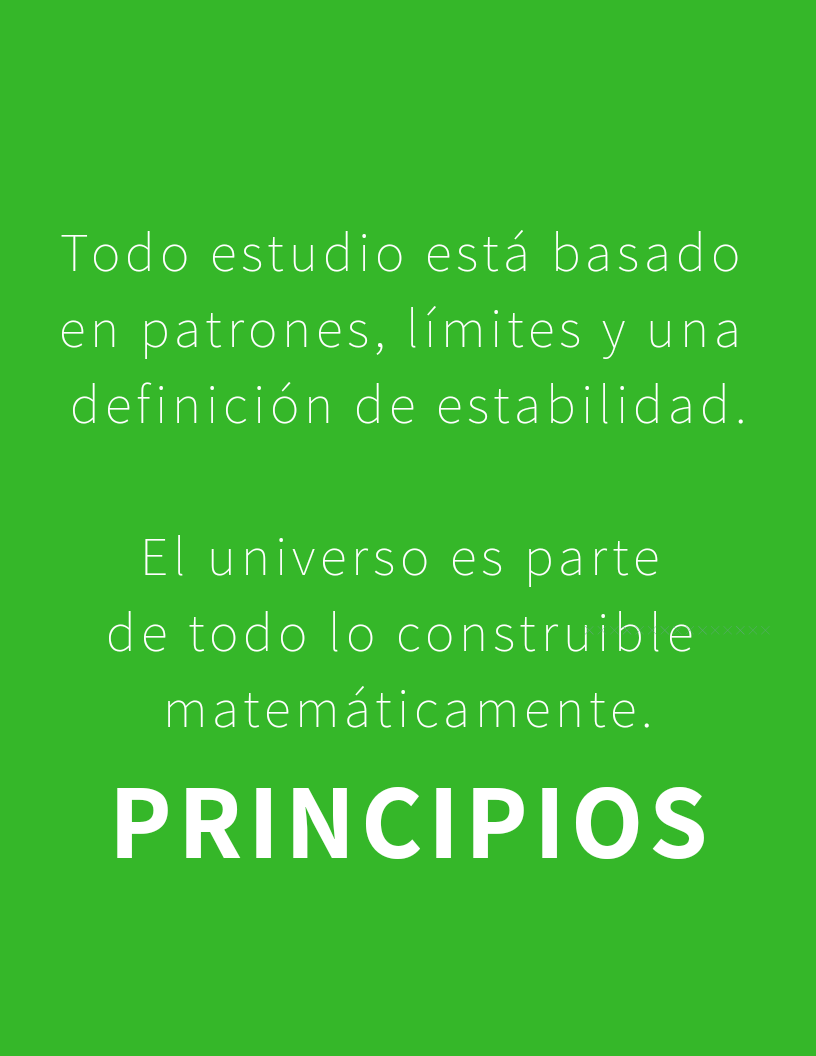 Todo estudio está basado
en patrones, límites y una
definición de estabilidad.
El universo es parte
de todo lo construible
matemáticamente.
PRINCIPIOS